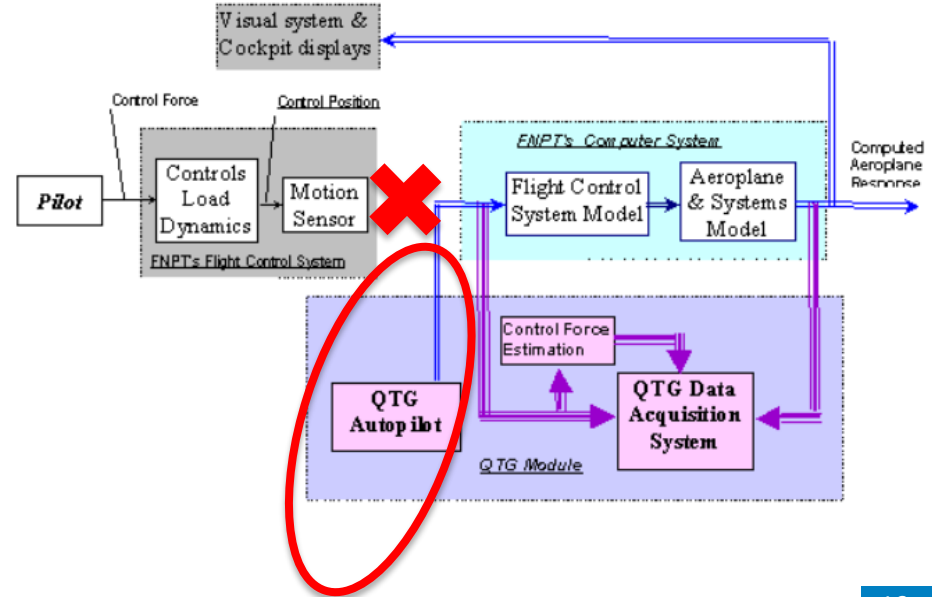 Visual system &
Cockpit displays
Control Force
Control Position
Pilot
Controls
Load
Dynamics
Motion
Sensor
FNPT's Flight Control System
FNPT's Computer System
Flight Control
System Model
Aeroplane
& Systems
Model
Computed
Aeroplane
Response
QTG
Autopilot
Control Force
Estimation
QTG Data
Acquisition
System
QTG Module